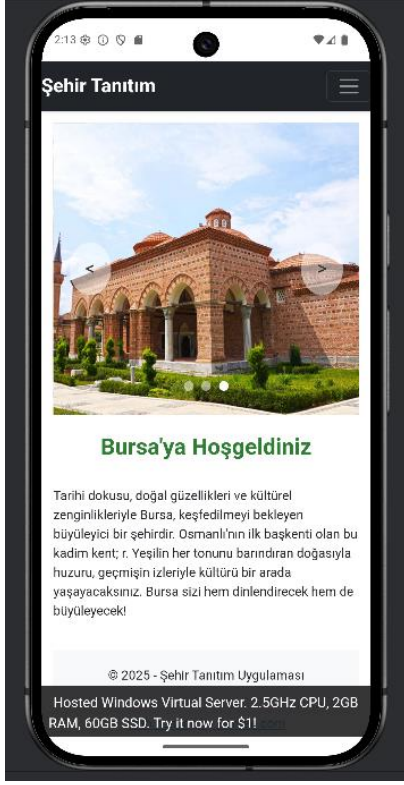 2:13
Şehir Tanıtım
<
>
Bursa'ya Hoşgeldiniz
Tarihi dokusu, doğal güzellikleri ve kültürel
zenginlikleriyle Bursa, keşfedilmeyi bekleyen
büyüleyici bir şehirdir. Osmanlı'nın ilk başkenti olan bu
kadim kent; r. Yeşilin her tonunu barındıran doğasıyla
huzuru, geçmişin izleriyle kültürü bir arada
yaşayacaksınız. Bursa sizi hem dinlendirecek hem de
büyüleyecek!
© 2025 - Şehir Tanıtım Uygulaması
Hosted Windows Virtual Server. 2.5GHz CPU, 2GB
RAM, 60GB SSD. Try it now for $1!